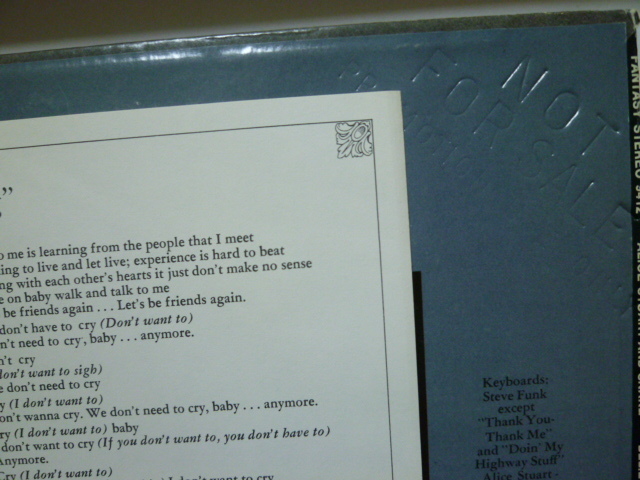 NOT
FOR SALE
FANTASY STEREO
”
o me is learning from the people that I meet
ing to live and let live; experience is hard to beat
ng with each other's hearts it just don't make no sense
e on baby walk and talk to me
be friends again . . . Let's be friends again.
don't have to cry (Don't want to)
n't need to cry, baby . . . anymore.
n't cry
don't want to sigh)
e don't need to cry
y (I don't want to)
on't wanna cry. We don't need to cry, baby . . . anymore.
ry (I don't want to) baby
don't want to cry (If you don't want to, you don't have to)
Anymore.
Cry (I don't want to)
I don't want to cry
Keyboards:
Steve Funk
except
"Thank You-
Thank Me"
and "Doin' My
Highway Stuff"
Alice Stuart -